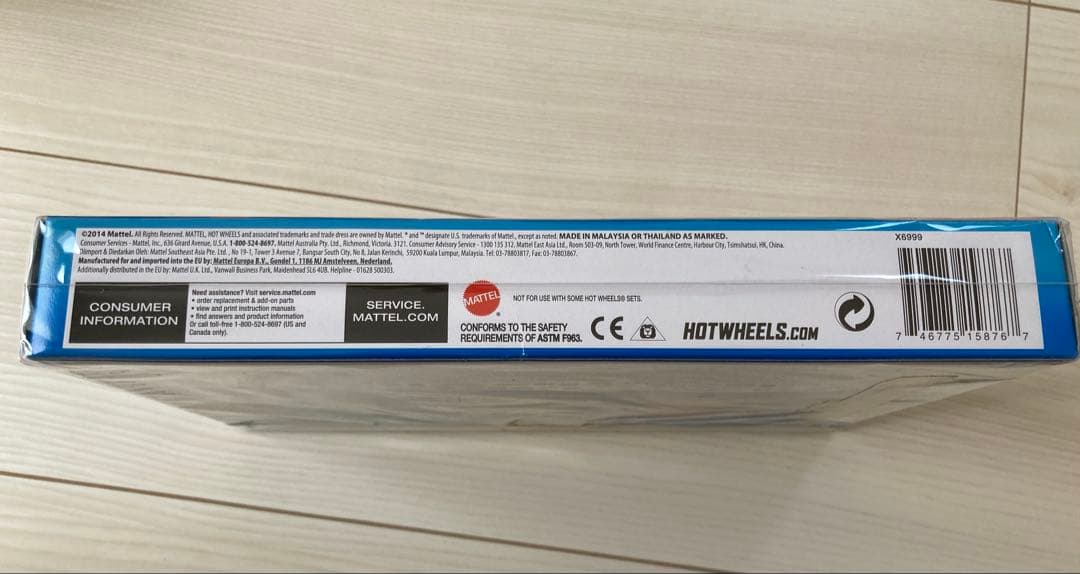 ©2014 Mattel. All Rights Reserved. MATTEL, HOT WHEELS and associated trademarks and trade dress are owned by Mattel. ® and ™ designate U.S. trademarks of Mattel, except as noted. MADE IN MALAYSIA OR THAILAND AS MARKED.
Consumer Services - Mattel, Inc., 636 Girard Avenue, U.S.A. 1-800-524-8697. Mattel Australia Pty. Ltd., Richmond, Victoria. 3121. Consumer Advisory Service - 1300 135 312. Mattel East Asia Ltd., Room 503-09, North Tower, World Finance Centre, Harbour City, Tsimshatsui, HK, China.
Diimport & Diedarkan Oleh: Mattel Southeast Asia Pte. Ltd., No 19-1, Tower 3 Avenue 7, Bangsar South City, No 8, Jalan Kerinchi, 59200 Kuala Lumpur, Malaysia. Tel: 03-78803817, Fax: 03-78803867.
Manufactured for and imported into the EU by: Mattel Europa B.V., Gondel 1, 1186 MJ Amstelveen, Nederland.
Additionally distributed in the EU by: Mattel U.K. Ltd., Vanwall Business Park, Maidenhead SL6 4UB. Helpline - 01628 500303.
X6999
CONSUMER
INFORMATION
Need assistance? Visit service.mattel.com
• order replacement & add-on parts
• view and print instruction manuals
• find answers and product information
Or call toll-free 1-800-524-8697 (US and
Canada only).
SERVICE.
MATTEL.COM
MATTEL
NOT FOR USE WITH SOME HOT WHEELS® SETS.
CONFORMS TO THE SAFETY
REQUIREMENTS OF ASTM F963.
CE
HOTWHEELS.COM
7 46775 15876 7